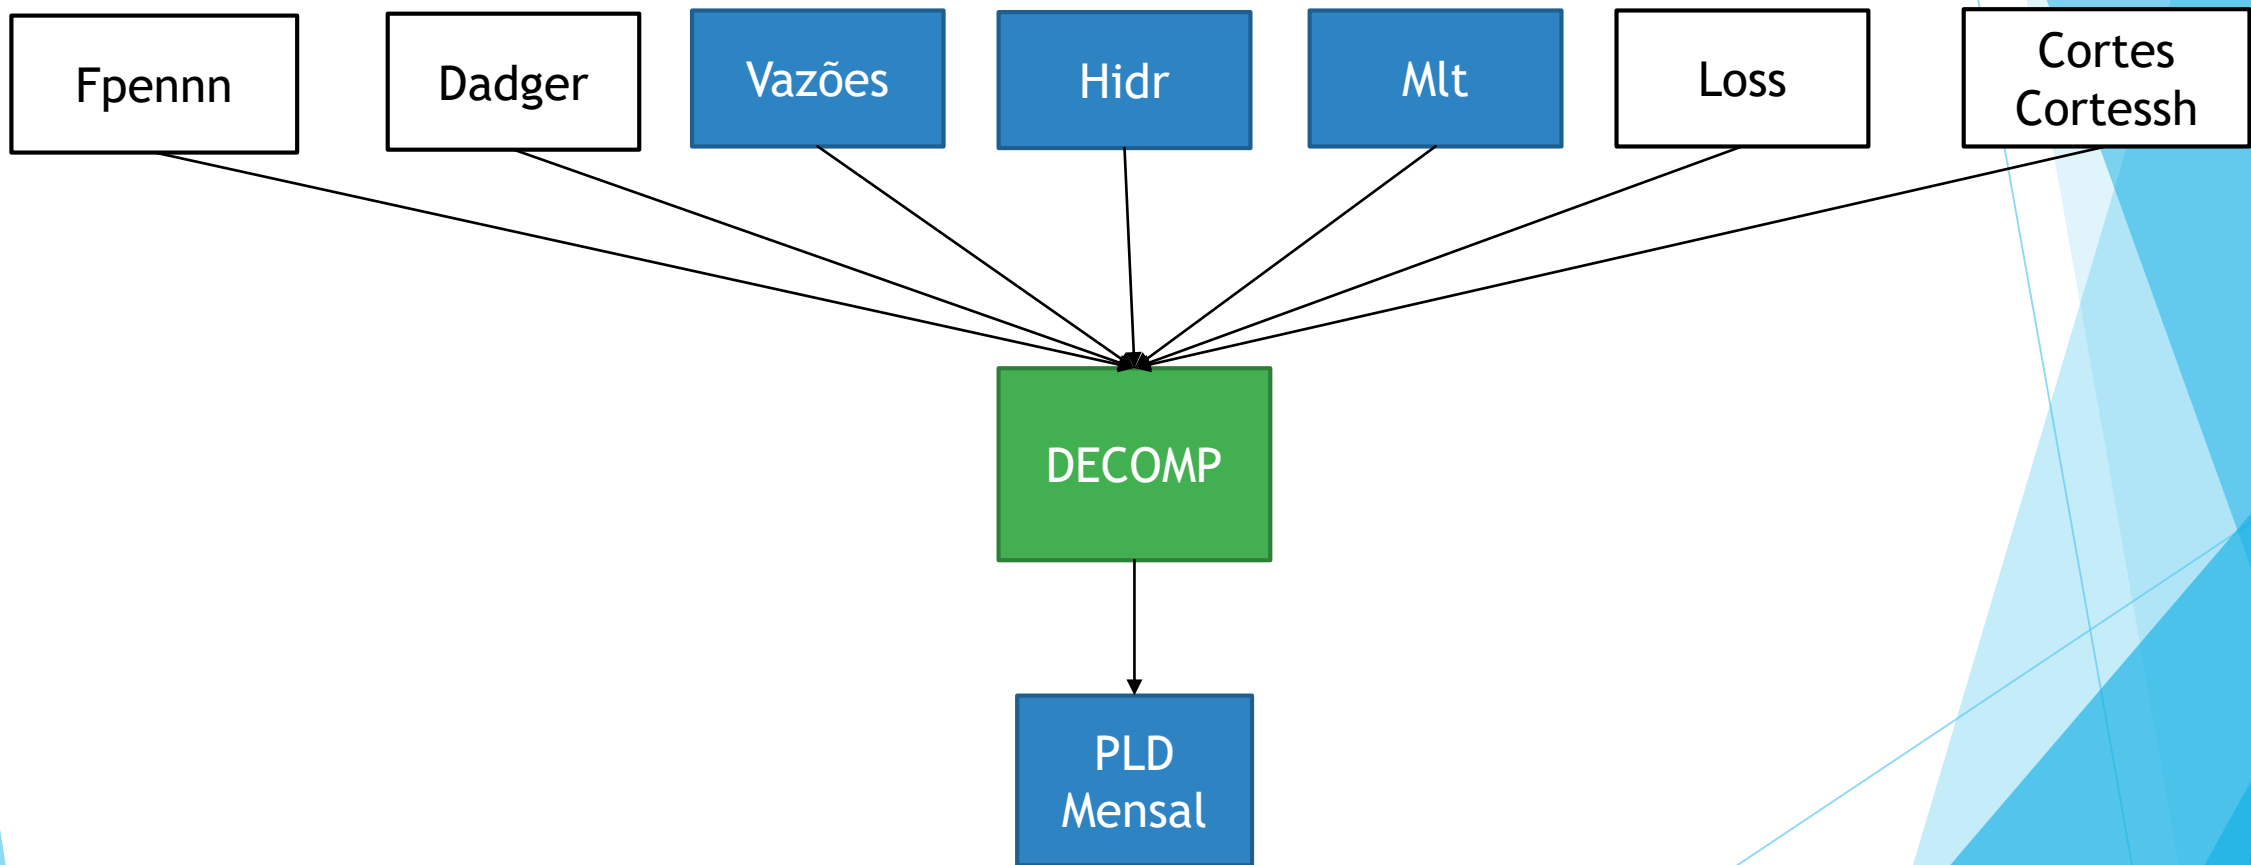 Fpennn
Dadger
Vazões
Hidr
Mlt
Loss
Cortes
Cortessh
DECOMP
PLD
Mensal